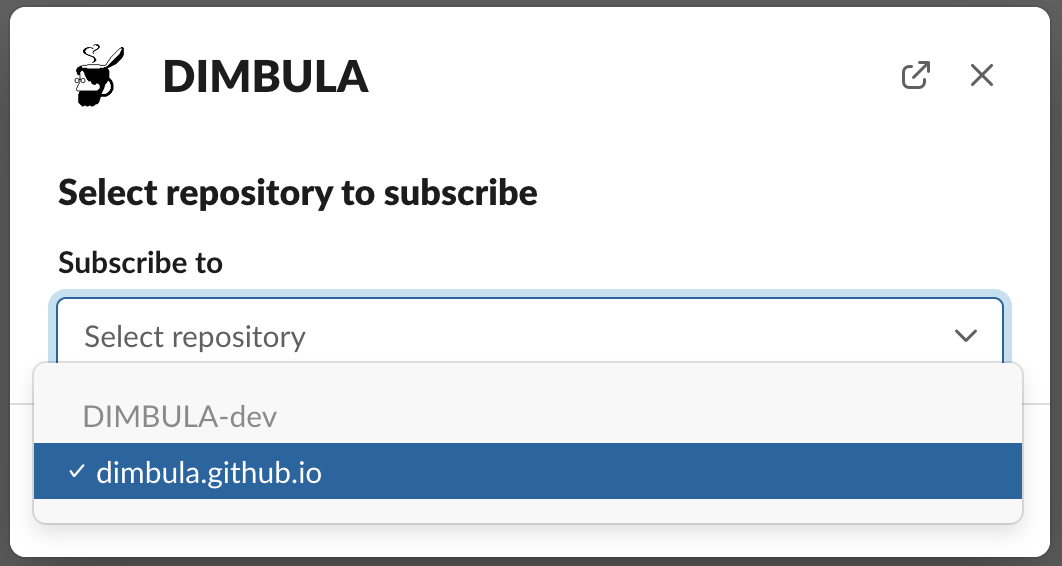 DIMBULA
Select repository to subscribe
Subscribe to
Select repository
DIMBULA-dev
dimbula.github.io